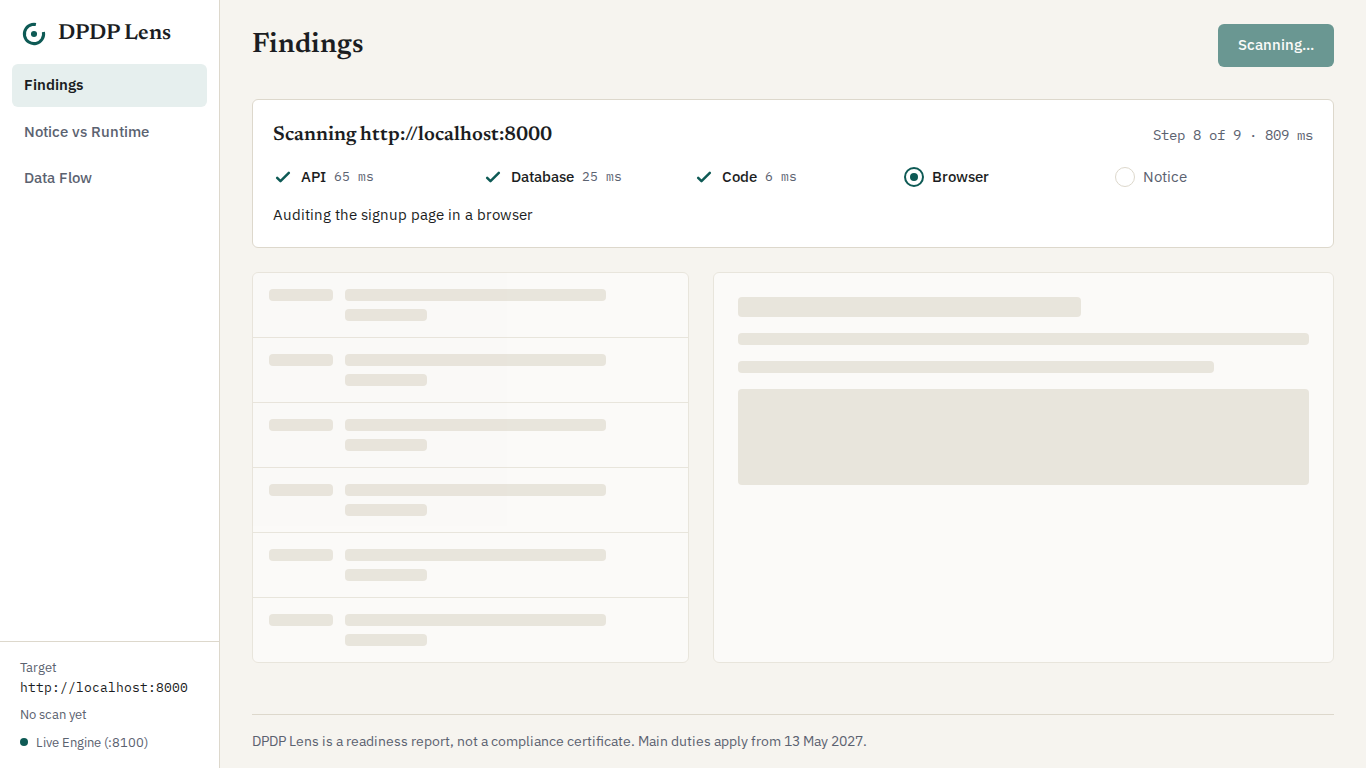 DPDP Lens
Findings
Notice vs Runtime
Data Flow
Target
http://localhost:8000
No scan yet
Live Engine (:8100)
Findings
Scanning…
Scanning http://localhost:8000
Step 8 of 9 · 809 ms
API 65 ms
Database 25 ms
Code 6 ms
Browser
Notice
Auditing the signup page in a browser
DPDP Lens is a readiness report, not a compliance certificate. Main duties apply from 13 May 2027.